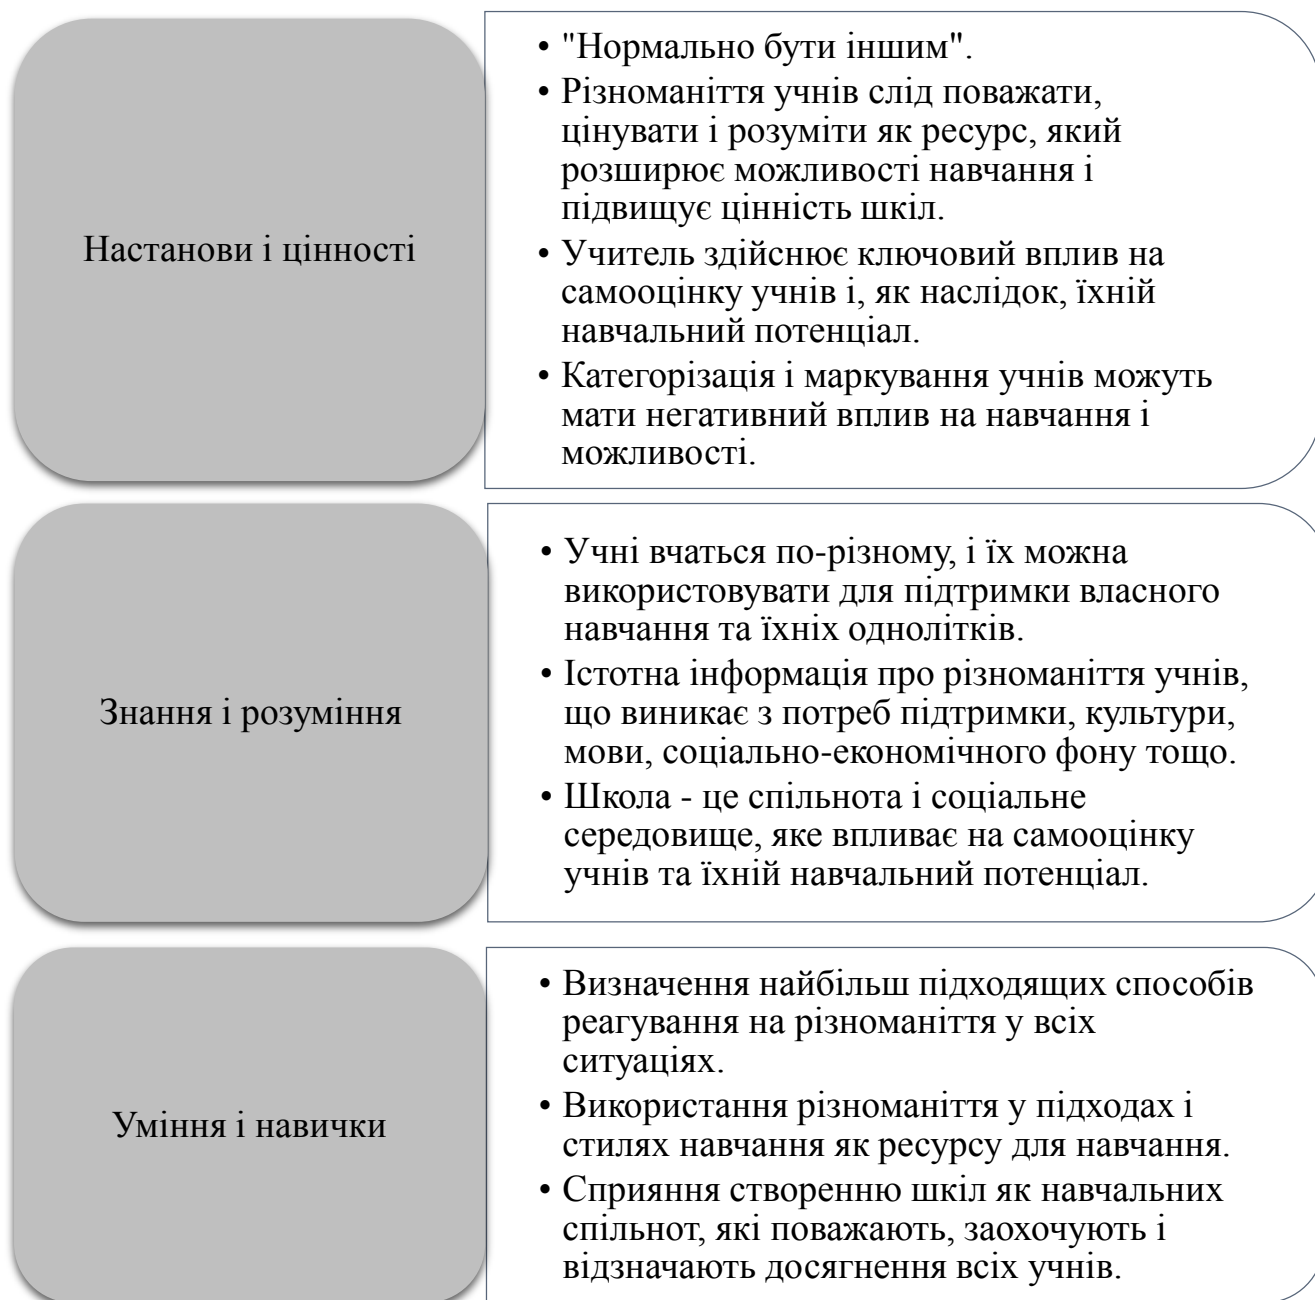 Настанови і цінності
• "Нормально бути іншим".
• Різноманіття учнів слід поважати,
цінувати і розуміти як ресурс, який
розширює можливості навчання і
підвищує цінність шкіл.
• Учитель здійснює ключовий вплив на
самооцінку учнів і, як наслідок, їхній
навчальний потенціал.
• Категорізація і маркування учнів можуть
мати негативний вплив на навчання і
можливості.
Знання і розуміння
• Учні вчаться по-різному, і їх можна
використовувати для підтримки власного
навчання та їхніх однолітків.
• Істотна інформація про різноманіття учнів,
що виникає з потреб підтримки, культури,
мови, соціально-економічного фону тощо.
• Школа - це спільнота і соціальне
середовище, яке впливає на самооцінку
учнів та їхній навчальний потенціал.
Уміння і навички
• Визначення найбільш підходящих способів
реагування на різноманіття у всіх
ситуаціях.
• Використання різноманіття у підходах і
стилях навчання як ресурсу для навчання.
• Сприяння створенню шкіл як навчальних
спільнот, які поважають, заохочують і
відзначають досягнення всіх учнів.